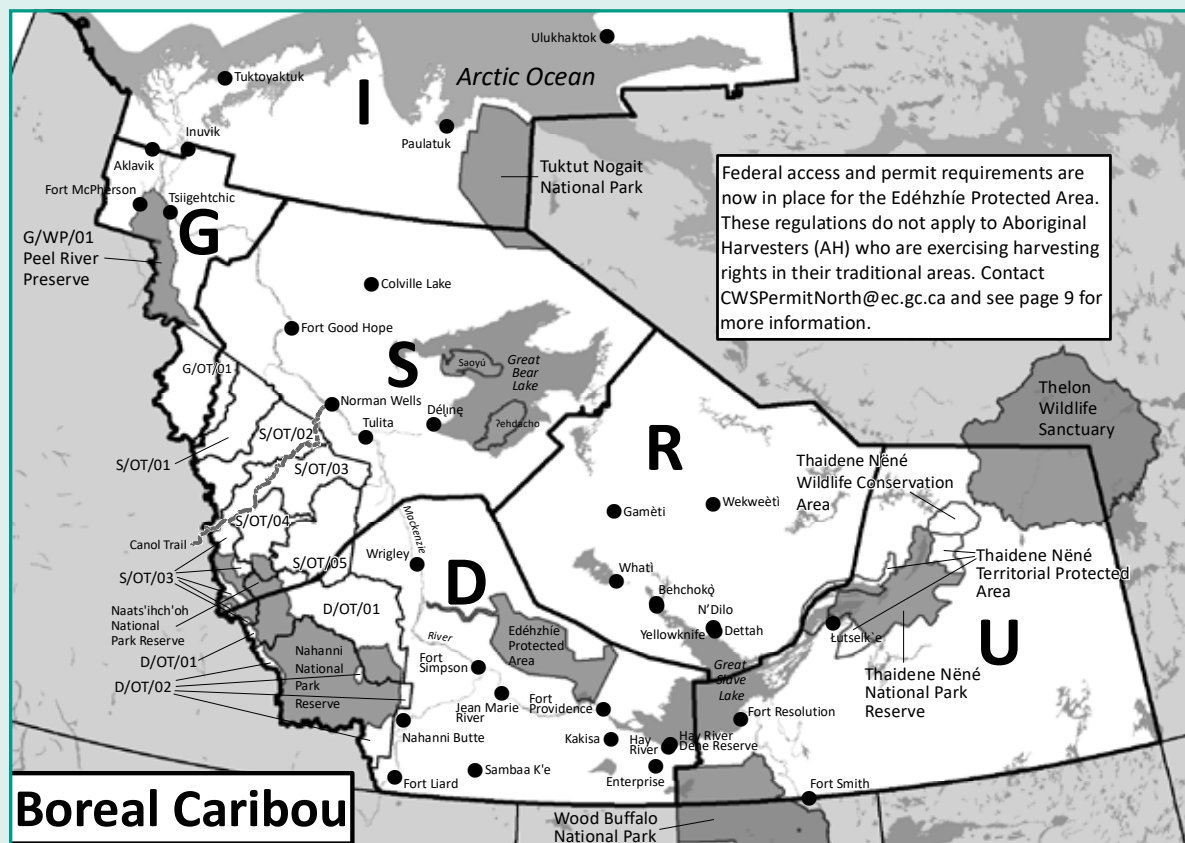 Ulukhaktok
Arctic Ocean
Tuktoyaktuk
I
Paulatuk
Inuvik
Aklavik
Tuktut Nogait
National Park
Fort McPherson
Tsiigehtchic
G
G/WP/01
Peel River
Preserve
Federal access and permit requirements are
now in place for the Edéhzhíe Protected Area.
These regulations do not apply to Aboriginal
Harvesters (AH) who are exercising harvesting
rights in their traditional areas. Contact
CWSPermitNorth@ec.gc.ca and see page 9 for
more information.
Colville Lake
Fort Good Hope
G/OT/01
S
Saoyú
Great
Bear
Lake
Norman Wells
Délı̨nę
Ɂehdacho
Tulita
S/OT/02
S/OT/01
S/OT/03
Thelon
Wildlife
Sanctuary
R
Thaidene Nëné
Wildlife Conservation
Area
Wekweètì
Gamètì
S/OT/04
Canol Trail
Mackenzie
Wrigley
S/OT/05
S/OT/03
D
Whatì
Behchokǫ̀
Thaidene Nëné
Territorial Protected
Area
Naats'ihch'oh
National
Park Reserve
D/OT/01
N'Dilo
Yellowknife
Dettah
Łutselk`e
U
River
Edéhzhíe
Protected
Area
D/OT/01
Nahanni
National
Park
Reserve
Fort
Simpson
Great
Slave
Lake
Thaidene Nëné
National Park
Reserve
D/OT/02
Jean Marie
River
Fort
Providence
Fort Resolution
Nahanni Butte
Kakisa
Hay
River
Hay River
Dene Reserve
Sambaa K'e
Fort Liard
Enterprise
Fort Smith
Boreal Caribou
Wood Buffalo
National Park